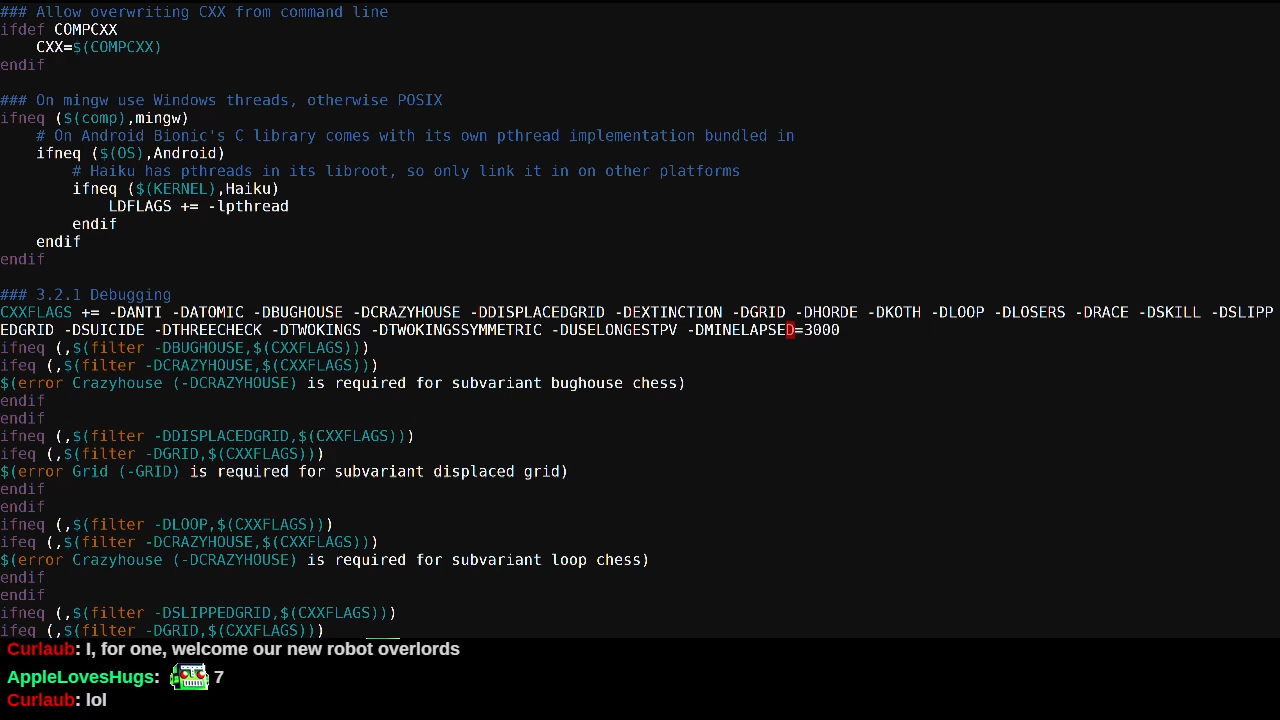 ### Allow overwriting CXX from command line
ifdef COMPCXX
    CXX=$(COMPCXX)
endif

### On mingw use Windows threads, otherwise POSIX
ifneq ($(comp),mingw)
    # On Android Bionic's C library comes with its own pthread implementation bundled in
    ifneq ($(OS),Android)
        # Haiku has pthreads in its libroot, so only link it in on other platforms
        ifneq ($(KERNEL),Haiku)
            LDFLAGS += -lpthread
        endif
    endif
endif

### 3.2.1 Debugging
CXXFLAGS += -DANTI -DATOMIC -DBUGHOUSE -DCRAZYHOUSE -DDISPLACEDGRID -DEXTINCTION -DGRID -DHORDE -DKOTH -DLOOP -DLOSERS -DRACE -DSKILL -DSLIPP
EDGRID -DSUICIDE -DTHREECHECK -DTWOKINGS -DTWOKINGSSYMMETRIC -DUSELONGESTPV -DMINELAPSED=3000
ifneq (,$(filter -DBUGHOUSE,$(CXXFLAGS)))
ifeq (,$(filter -DCRAZYHOUSE,$(CXXFLAGS)))
$(error Crazyhouse (-DCRAZYHOUSE) is required for subvariant bughouse chess)
endif
endif
ifneq (,$(filter -DDISPLACEDGRID,$(CXXFLAGS)))
ifeq (,$(filter -DGRID,$(CXXFLAGS)))
$(error Grid (-GRID) is required for subvariant displaced grid)
endif
endif
ifneq (,$(filter -DLOOP,$(CXXFLAGS)))
ifeq (,$(filter -DCRAZYHOUSE,$(CXXFLAGS)))
$(error Crazyhouse (-DCRAZYHOUSE) is required for subvariant loop chess)
endif
endif
ifneq (,$(filter -DSLIPPEDGRID,$(CXXFLAGS)))
ifeq (,$(filter -DGRID,$(CXXFLAGS)))
Curlaub: I, for one, welcome our new robot overlords
AppleLovesHugs: 7
Curlaub: lol